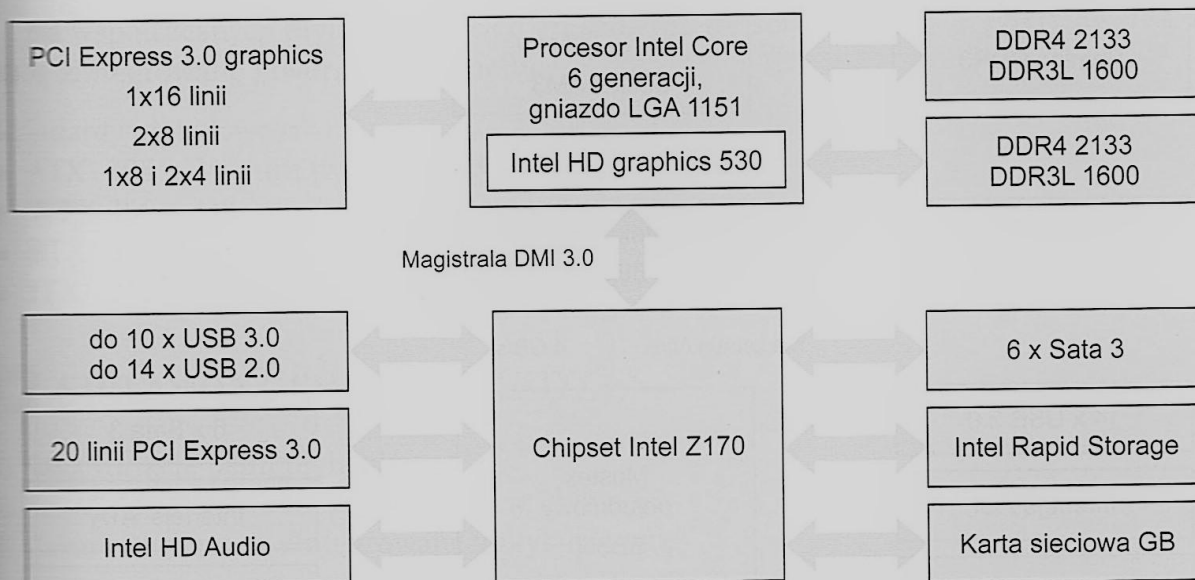 PCI Express 3.0 graphics
1x16 linii
2x8 linii
1x8 i 2x4 linii
Procesor Intel Core
6 generacji,
gniazdo LGA 1151
Intel HD graphics 530
DDR4 2133
DDR3L 1600
DDR4 2133
DDR3L 1600
Magistrala DMI 3.0
do 10 x USB 3.0
do 14 x USB 2.0
20 linii PCI Express 3.0
Intel HD Audio
Chipset Intel Z170
6 x Sata 3
Intel Rapid Storage
Karta sieciowa GB